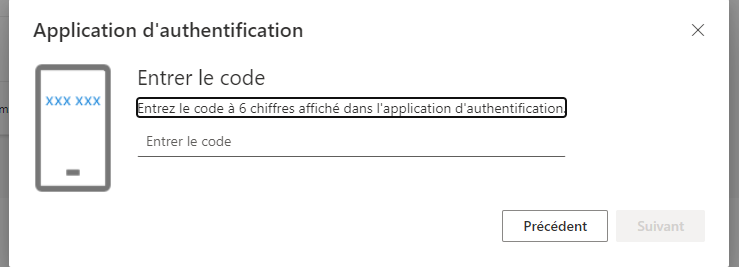 Application d'authentification
Entrer le code
XXX XXX
Entrez le code à 6 chiffres affiché dans l'application d'authentification.
Entrer le code
Précédent
Suivant